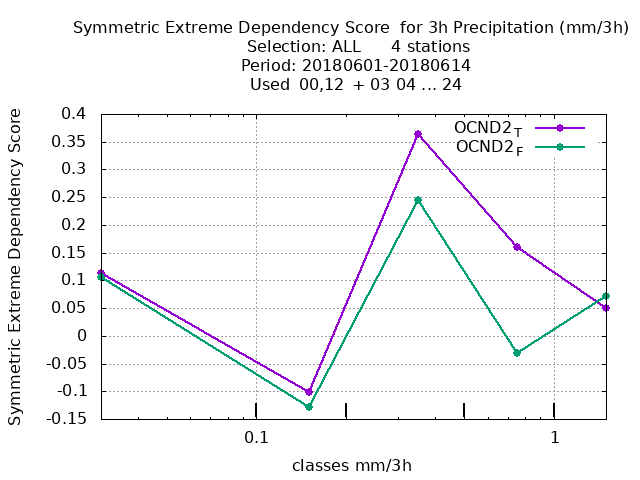 Symmetric Extreme Dependency Score  for 3h Precipitation (mm/3h)
Selection: ALL      4 stations
Period: 20180601-20180614
Used  00,12  + 03 04 ... 24
OCND2T
OCND2F
Symmetric Extreme Dependency Score
0.4
0.35
0.3
0.25
0.2
0.15
0.1
0.05
0
-0.05
-0.1
-0.15
0.1
1
classes mm/3h